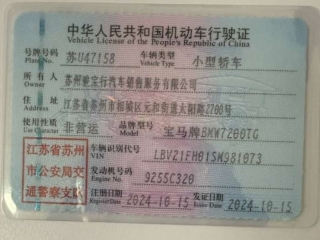 中华人民共和国机动车行驶证
Vehicle License of the People's Republic of China
号牌号码 Plate No. 苏U47158 车辆类型 Vehicle Type 小型轿车
所有人 Owner 苏州宝行汽车销售服务有限公司
住址 Address 江苏省苏州市相城区元和街道太阳路2700号
使用性质 Use Character 非营运 品牌型号 Model 宝马牌BMW7200TG
江苏省苏州市公安局交通警察支队
车辆识别代号 VIN LBVZ1FH01SW981073
发动机号码 Engine No. 9255C320
注册日期 Register Date 2024-10-15 发证日期 Issue Date 2024-10-15